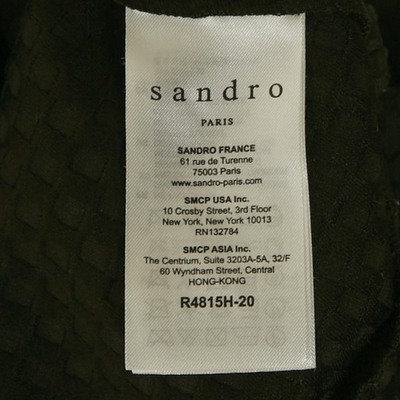 sandro
PARIS
SANDRO FRANCE
61 rue de Turenne
75003 Paris
www.sandro-paris.com
SMCP USA Inc.
10 Crosby Street, 3rd Floor
New York, New York 10013
RN132784
SMCP ASIA Inc.
The Centrium, Suite 3203A-5A, 32/F
60 Wyndham Street, Central
HONG-KONG
R4815H-20